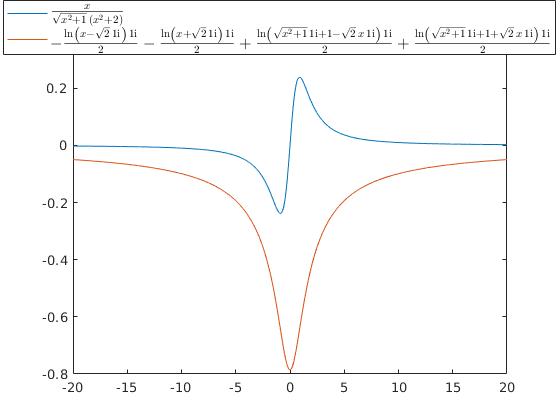 x/(√(x²+1) (x²+2))
−ln(x−√2 1i) 1i/2 − ln(x+√2 1i) 1i/2 + ln(√(x²+1) 1i+1−√2 x 1i) 1i/2 + ln(√(x²+1) 1i+1+√2 x 1i) 1i/2
0.2
0
-0.2
-0.4
-0.6
-0.8
-20 -15 -10 -5 0 5 10 15 20